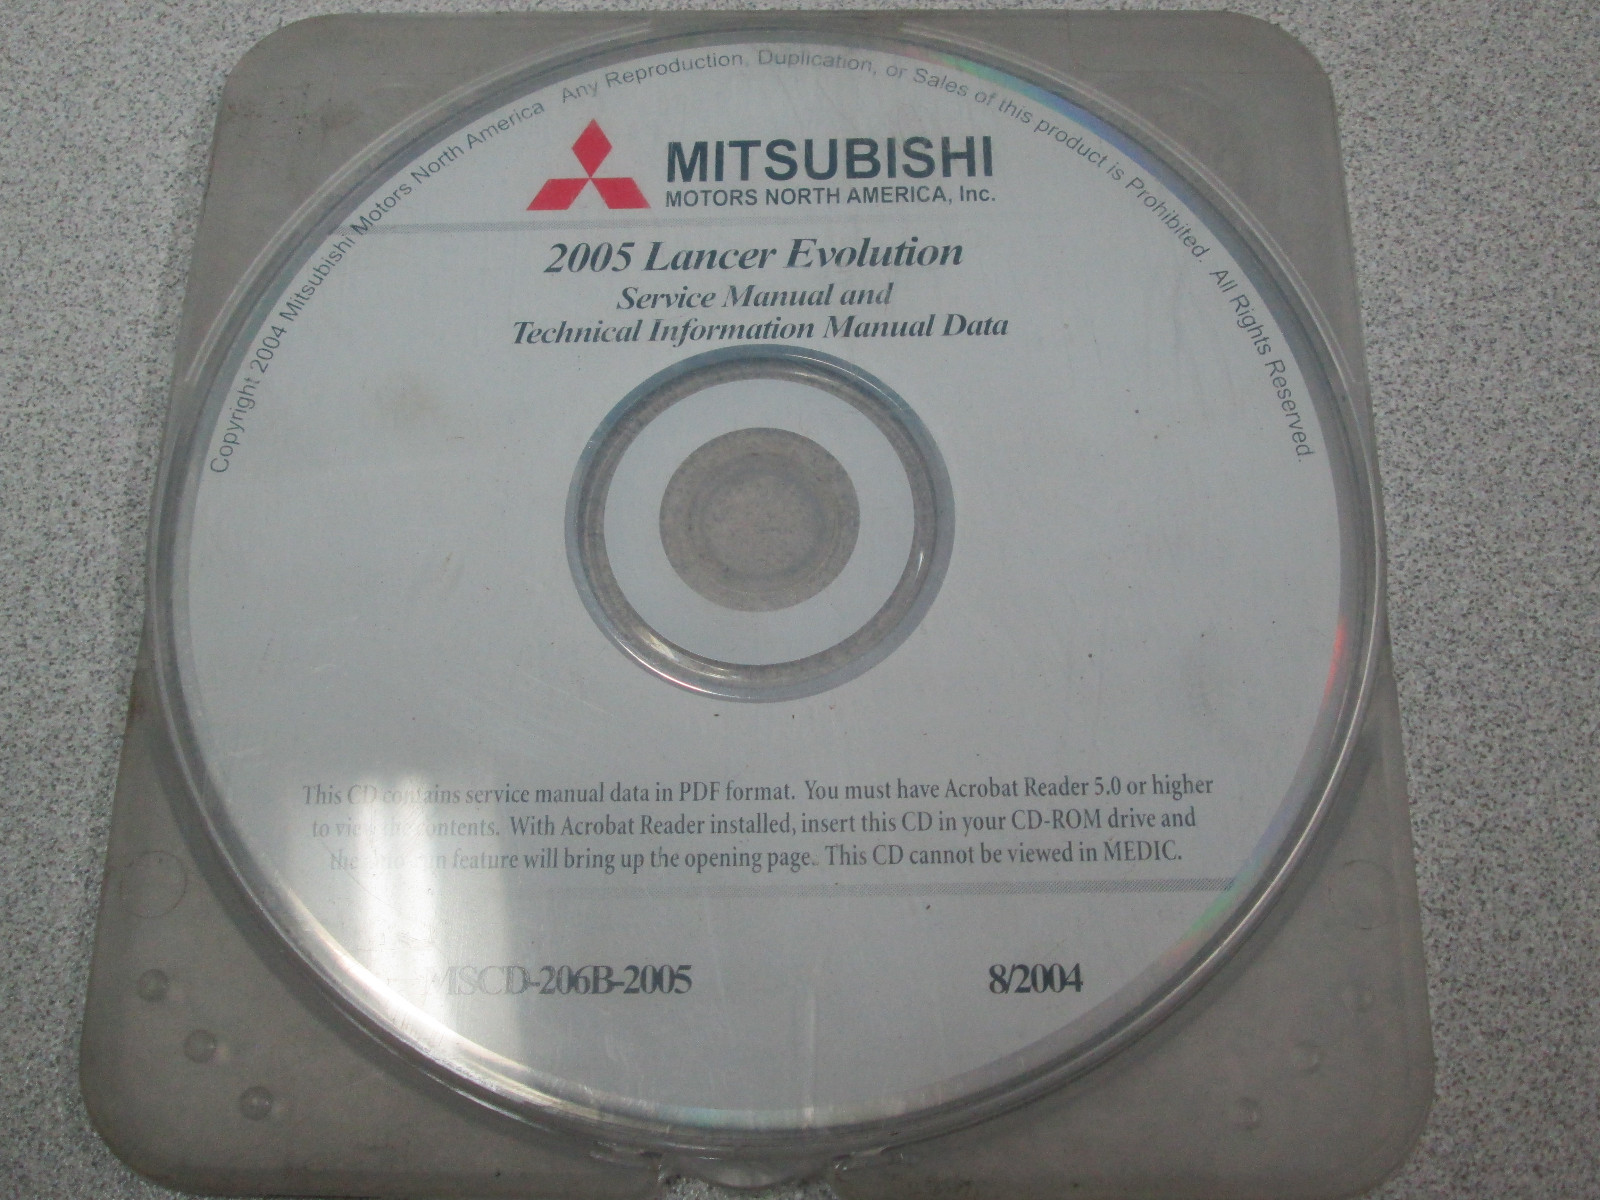 Copyright 2004 Mitsubishi Motors North America Any Reproduction, Duplication, or Sales of this product is Prohibited. All Rights Reserved.
MITSUBISHI
MOTORS NORTH AMERICA, Inc.
2005 Lancer Evolution
Service Manual and
Technical Information Manual Data
This CD contains service manual data in PDF format. You must have Acrobat Reader 5.0 or higher
to view the contents. With Acrobat Reader installed, insert this CD in your CD-ROM drive and
the feature will bring up the opening page. This CD cannot be viewed in MEDIC.
MSCD-206B-2005
8/2004